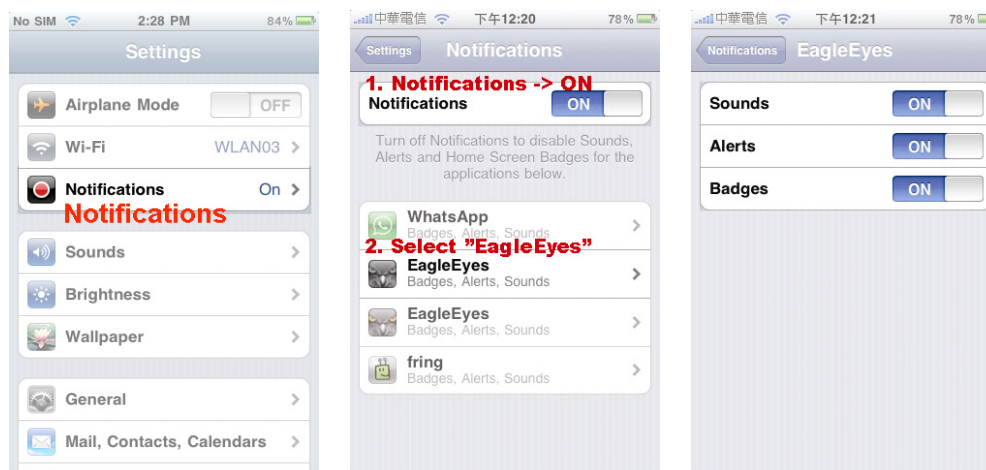 No SIM 2:28 PM 84%
Settings
Airplane Mode OFF
Wi-Fi WLAN03
Notifications On
Notifications
Sounds
Brightness
Wallpaper
General
Mail, Contacts, Calendars
中華電信 下午12:20 78%
Settings Notifications
1. Notifications -> ON
Notifications ON
Turn off Notifications to disable Sounds,
Alerts and Home Screen Badges for the
applications below.
WhatsApp
Badges, Alerts, Sounds
2. Select ”EagleEyes”
EagleEyes
Badges, Alerts, Sounds
EagleEyes
Badges, Alerts, Sounds
fring
Badges, Alerts, Sounds
中華電信 下午12:21 78%
Notifications EagleEyes
Sounds ON
Alerts ON
Badges ON